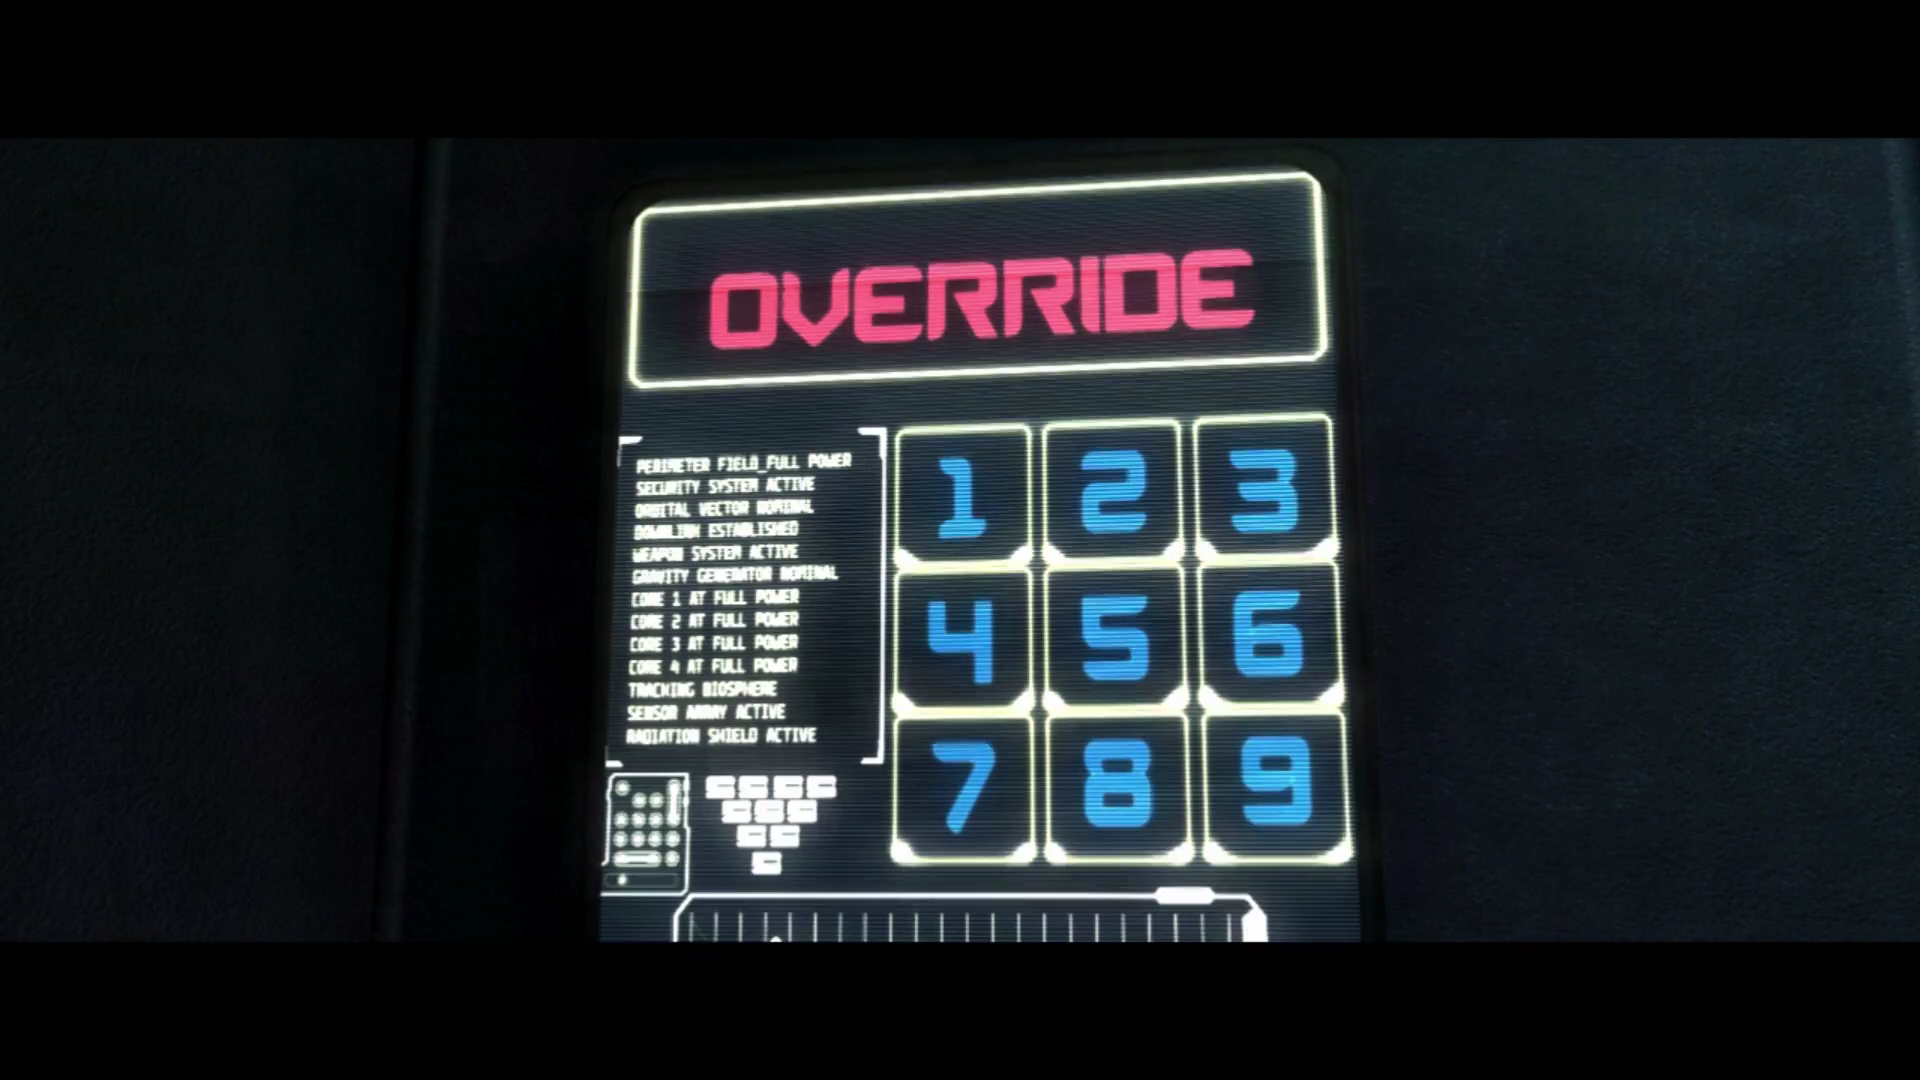 OVERRIDE
PERIMETER FIELD_FULL POWER
SECURITY SYSTEM ACTIVE
ORBITAL VECTOR NOMINAL
DOWNLINK ESTABLISHED
WEAPON SYSTEM ACTIVE
GRAVITY GENERATOR NOMINAL
CORE 1 AT FULL POWER
CORE 2 AT FULL POWER
CORE 3 AT FULL POWER
CORE 4 AT FULL POWER
TRACKING BIOSPHERE
SENSOR ARRAY ACTIVE
RADIATION SHIELD ACTIVE
1 2 3
4 5 6
7 8 9